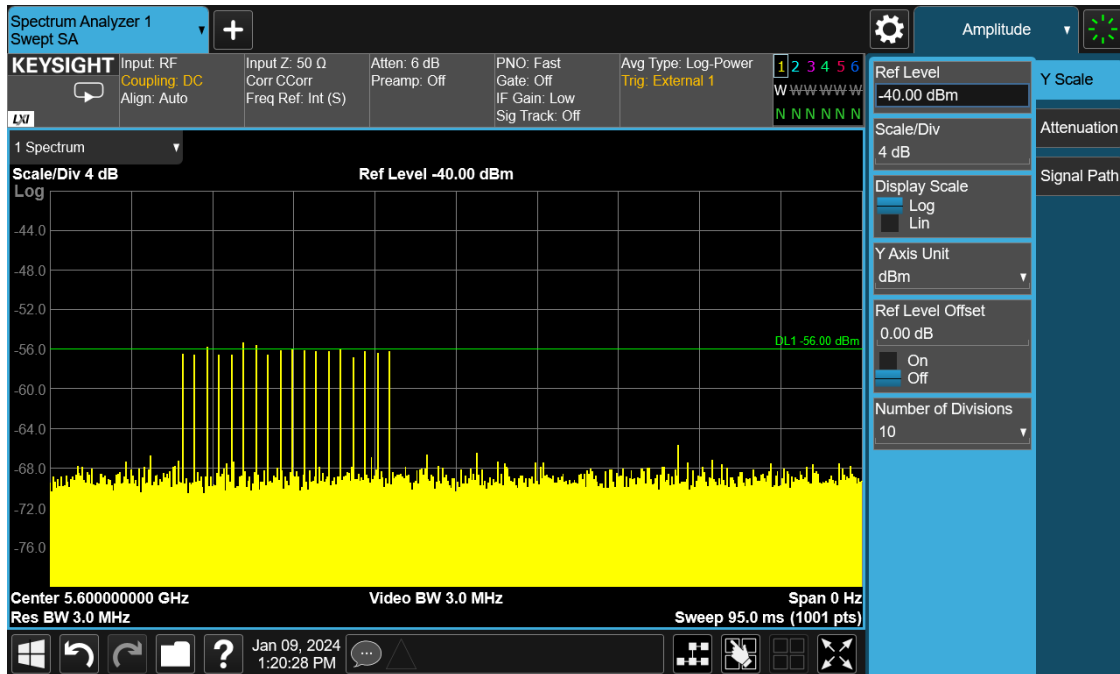 Spectrum Analyzer 1
Swept SA
Amplitude
KEYSIGHT
LXI
Input: RF
Coupling: DC
Align: Auto
Input Z: 50 Ω
Corr CCorr
Freq Ref: Int (S)
Atten: 6 dB
Preamp: Off
PNO: Fast
Gate: Off
IF Gain: Low
Sig Track: Off
Avg Type: Log-Power
Trig: External 1
1 2 3 4 5 6
W W W W W W
N N N N N N
1 Spectrum
Scale/Div 4 dB
Ref Level -40.00 dBm
Log
-44.0
-48.0
-52.0
-56.0
DL1 -56.00 dBm
-60.0
-64.0
-68.0
-72.0
-76.0
Center 5.600000000 GHz
Video BW 3.0 MHz
Span 0 Hz
Res BW 3.0 MHz
Sweep 95.0 ms (1001 pts)
Jan 09, 2024
1:20:28 PM
?
Ref Level
-40.00 dBm
Scale/Div
4 dB
Display Scale
Log
Lin
Y Axis Unit
dBm
Ref Level Offset
0.00 dB
On
Off
Number of Divisions
10
Y Scale
Attenuation
Signal Path